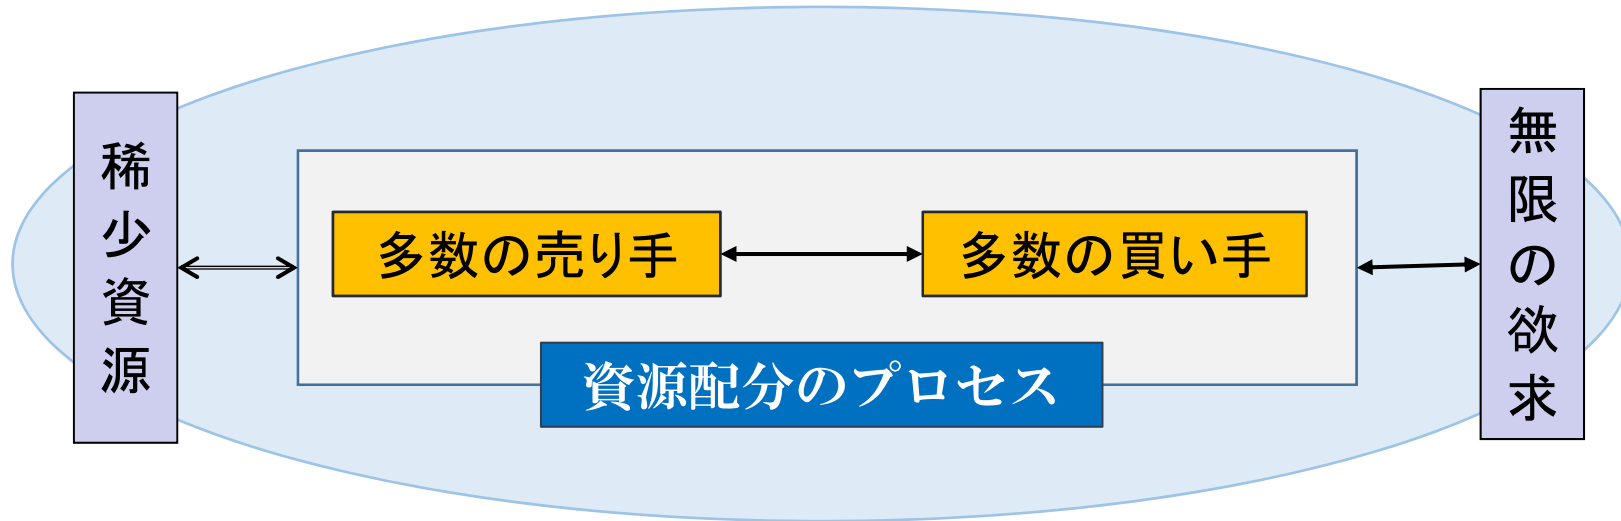 稀少資源
多数の売り手
多数の買い手
資源配分のプロセス
無限の欲求